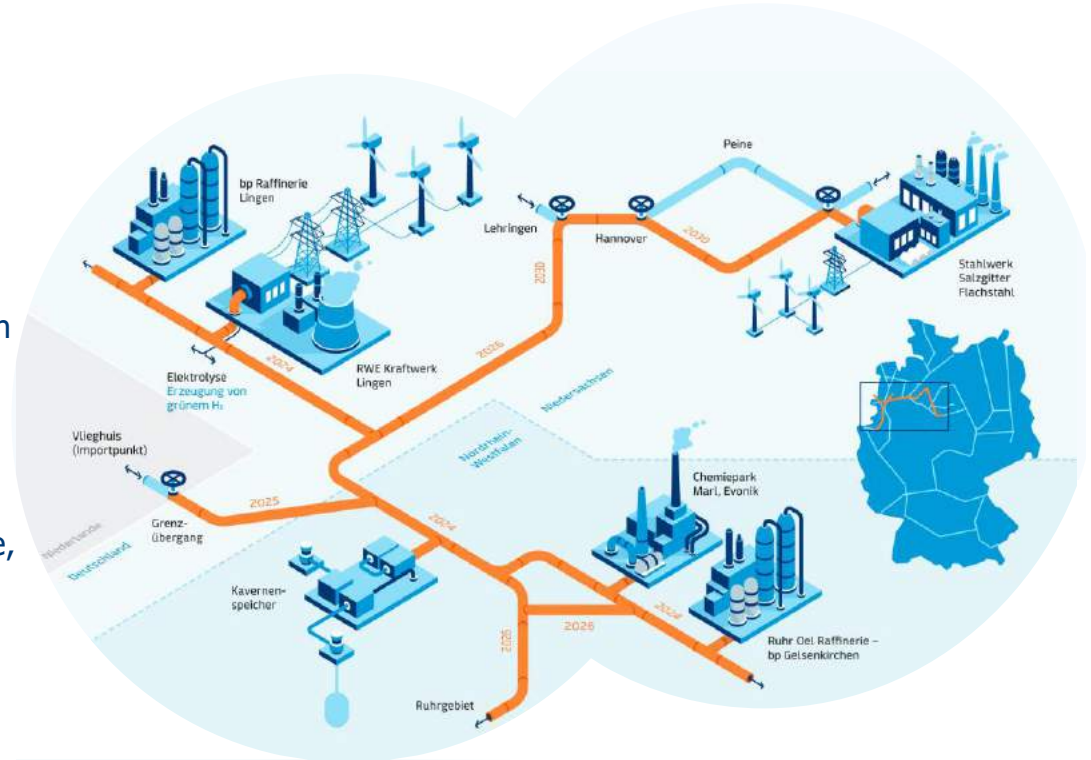 bp Raffinerie
Lingen
Peine
Lehringen
Hannover
2030
2030
Stahlwerk
Salzgitter
Flachstahl
2026
2024
RWE Kraftwerk
Lingen
Elektrolyse
Erzeugung von
grünem H₂
Niedersachsen
Nordrhein-
Westfalen
Vlieghuis
(Importpunkt)
2025
Grenz-
übergang
Niederlande
Deutschland
2024
Chemiepark
Marl, Evonik
Kavernen-
speicher
2026
2026
2024
Ruhr Oel Raffinerie –
bp Gelsenkirchen
Ruhrgebiet